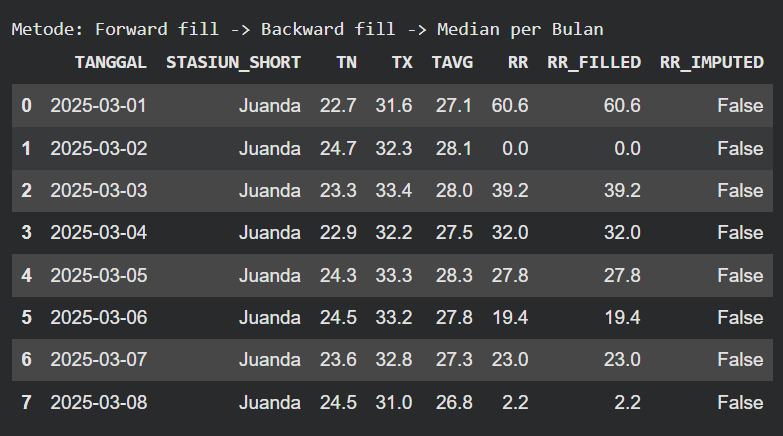 Metode: Forward fill -> Backward fill -> Median per Bulan
TANGGAL STASIUN_SHORT TN TX TAVG RR RR_FILLED RR_IMPUTED
0 2025-03-01 Juanda 22.7 31.6 27.1 60.6 60.6 False
1 2025-03-02 Juanda 24.7 32.3 28.1 0.0 0.0 False
2 2025-03-03 Juanda 23.3 33.4 28.0 39.2 39.2 False
3 2025-03-04 Juanda 22.9 32.2 27.5 32.0 32.0 False
4 2025-03-05 Juanda 24.3 33.3 28.3 27.8 27.8 False
5 2025-03-06 Juanda 24.5 33.2 27.8 19.4 19.4 False
6 2025-03-07 Juanda 23.6 32.8 27.3 23.0 23.0 False
7 2025-03-08 Juanda 24.5 31.0 26.8 2.2 2.2 False